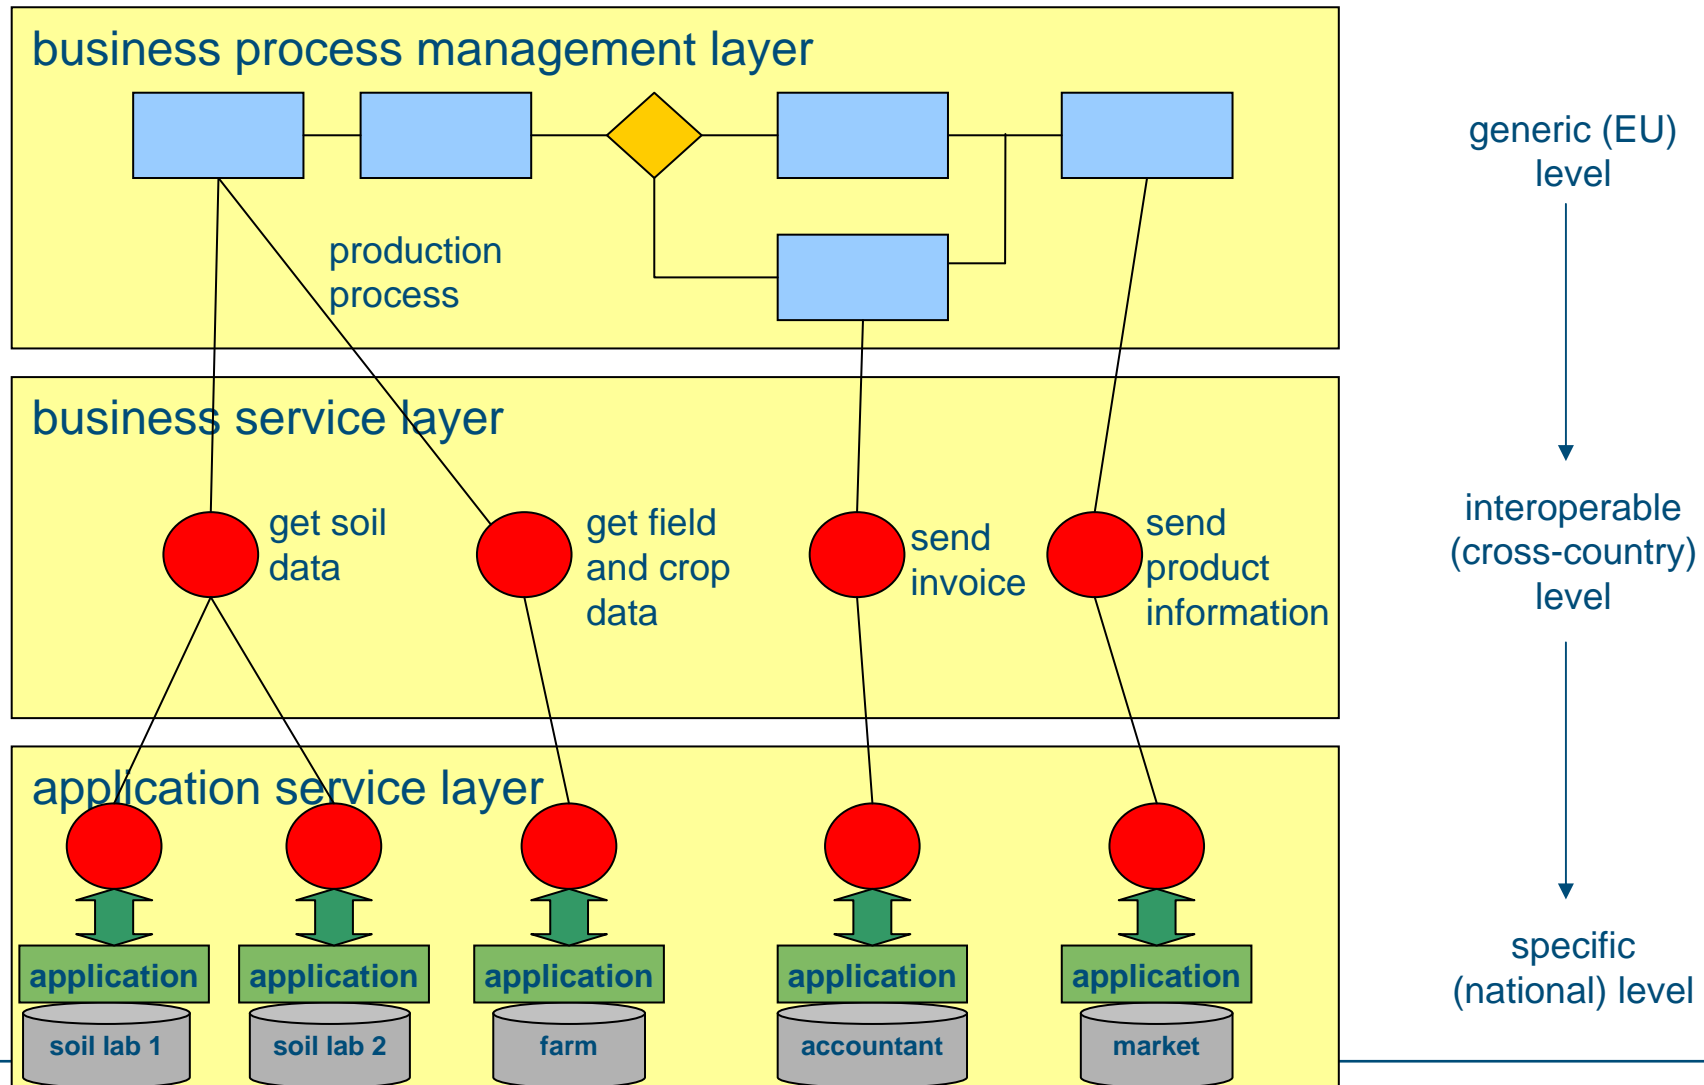 business process management layer
production
process
generic (EU)
level
business service layer
get soil
data
get field
and crop
data
send
invoice
send
product
information
interoperable
(cross-country)
level
application service layer
application
application
application
application
application
soil lab 1
soil lab 2
farm
accountant
market
specific
(national) level